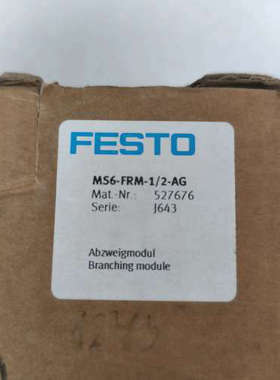 FESTO
MS6-FRM-1/2-AG
Mat.-Nr.: 527676
Serie: J643
Abzweigmodul
Branching module